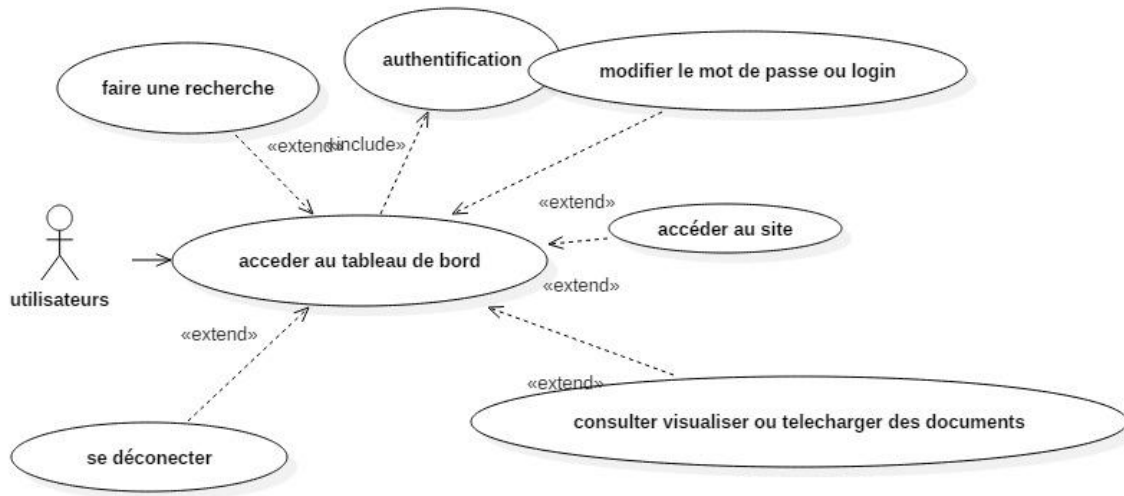 authentification
modifier le mot de passe ou login
faire une recherche
«extend»
«include»
«extend»
accéder au site
acceder au tableau de bord
utilisateurs
«extend»
«extend»
«extend»
consulter visualiser ou telecharger des documents
se déconecter